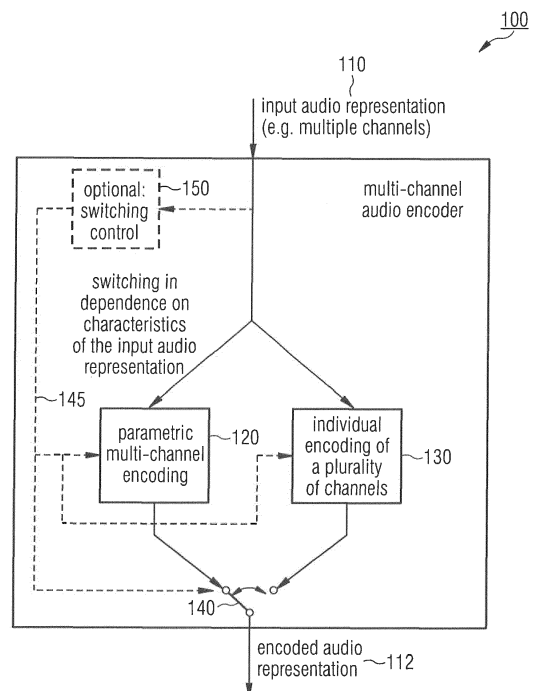 100
110
input audio representation
(e.g. multiple channels)
optional:
switching
control
150
multi-channel
audio encoder
switching in
dependence on
characteristics
of the input audio
representation
145
parametric
multi-channel
encoding
120
individual
encoding of
a plurality
of channels
130
140
encoded audio
representation
112